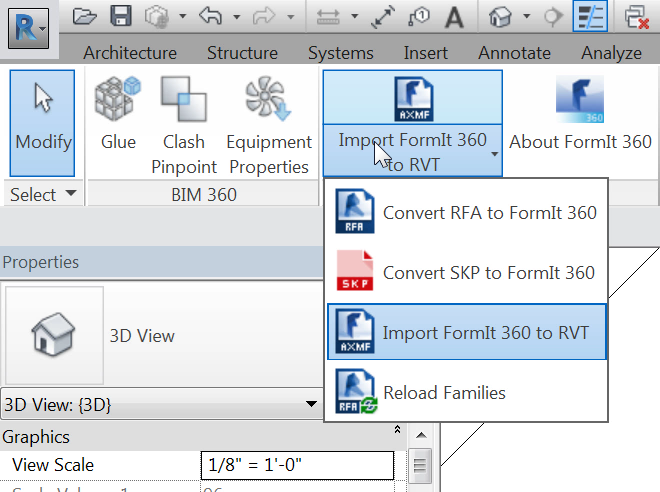 R
A
Architecture Structure Systems Insert Annotate Analyze
AXMF
360
Modify Glue Clash Pinpoint Equipment Properties Import FormIt 360 to RVT About FormIt 360
Select BIM 360
RFA Convert RFA to FormIt 360
Properties
SKP Convert SKP to FormIt 360
3D View
AXMF Import FormIt 360 to RVT
RFA Reload Families
3D View: {3D}
Graphics
View Scale 1/8" = 1'-0"